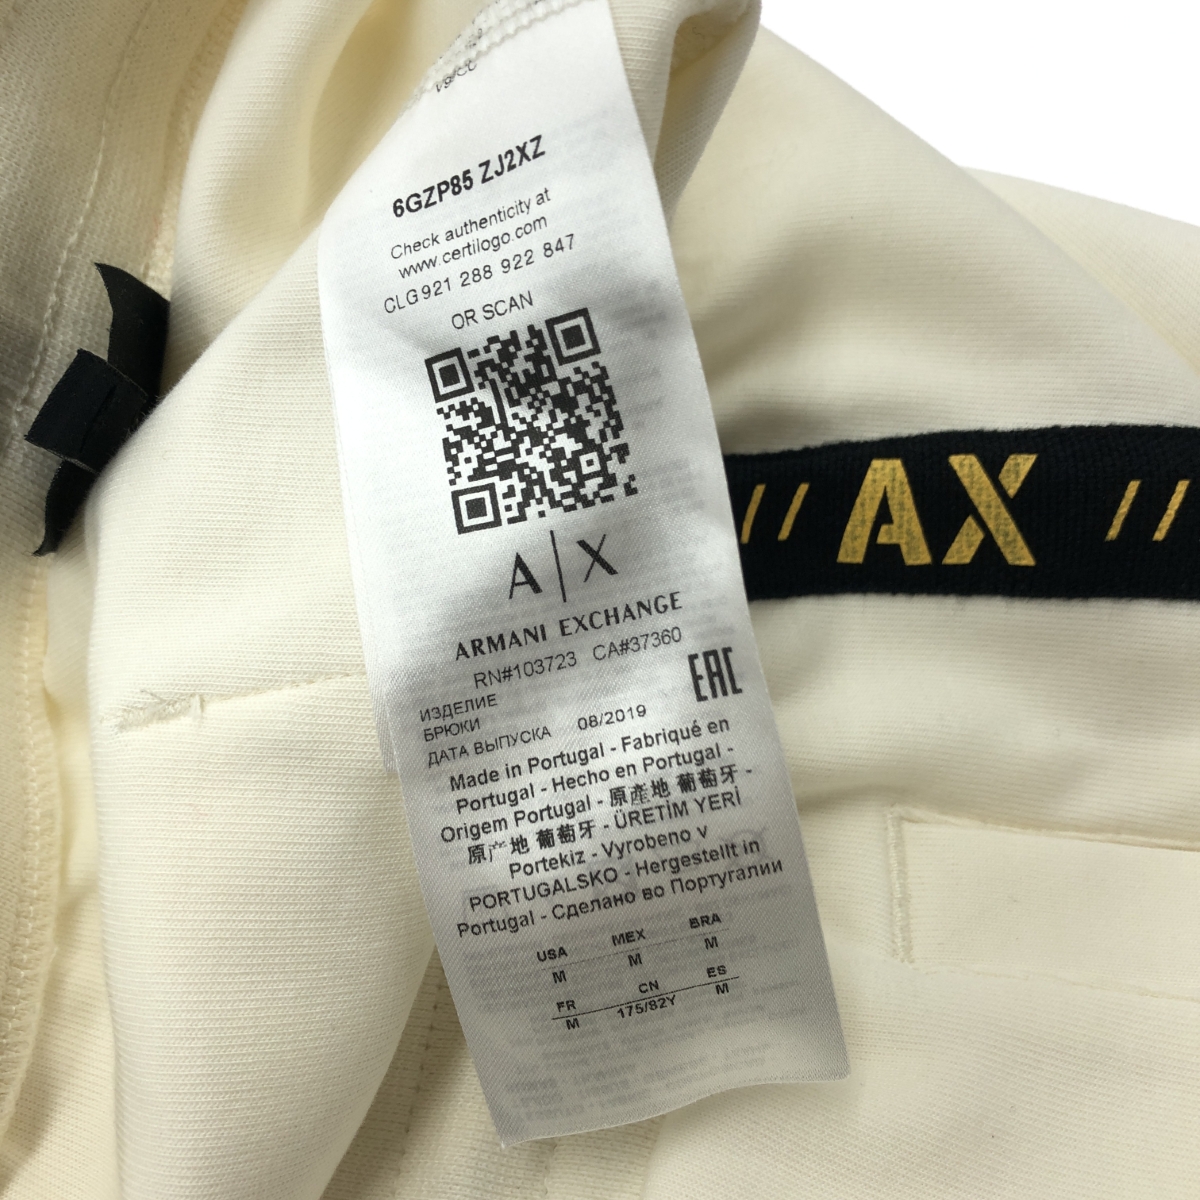 6GZP85 ZJ2XZ
Check authenticity at
www.certilogo.com
CLG 921 288 922 847
OR SCAN
A|X
ARMANI EXCHANGE
RN#103723 CA#37360
EAC
ИЗДЕЛИЕ
БРЮКИ
ДАТА ВЫПУСКА 08/2019
Made in Portugal - Fabriqué en
Portugal - Hecho en Portugal -
Origem Portugal - 原產地 葡萄牙 -
原产地 葡萄牙 - ÜRETİM YERİ
Portekiz - Vyrobeno v
PORTUGALSKO - Hergestellt in
Portugal - Сделано во Португалии
USA MEX BRA
M M M
FR CN ES
M 175/82Y M
// AX //